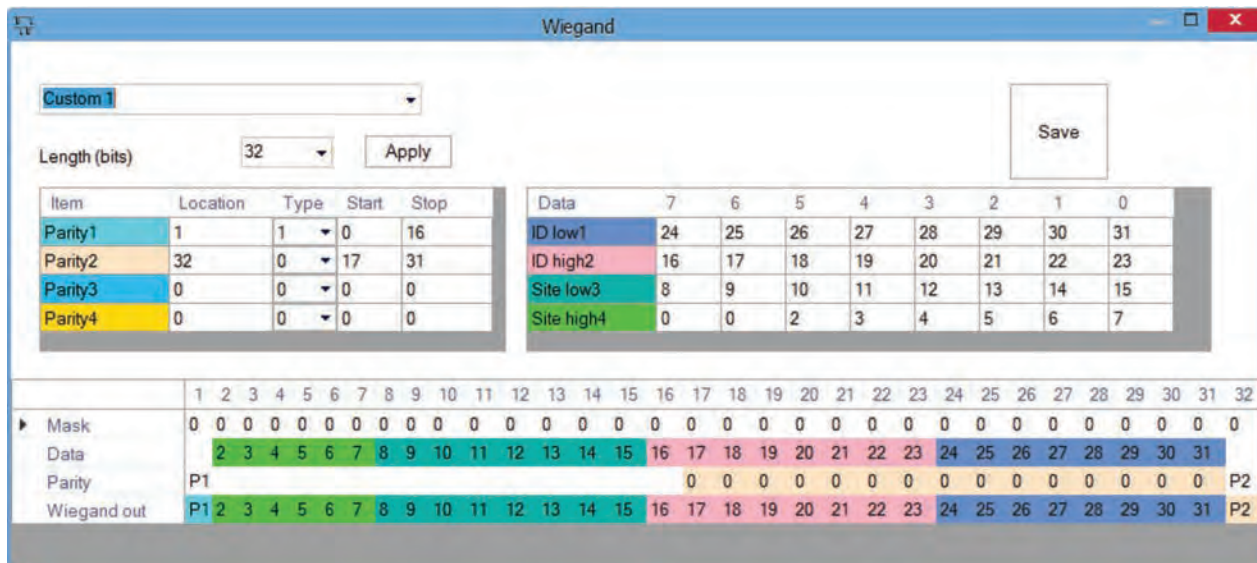 Wiegand
Custom 1
Save
Length (bits) 32 Apply
Item Location Type Start Stop
Parity1 1 1 0 16
Parity2 32 0 17 31
Parity3 0 0 0 0
Parity4 0 0 0 0
Data 7 6 5 4 3 2 1 0
ID low1 24 25 26 27 28 29 30 31
ID high2 16 17 18 19 20 21 22 23
Site low3 8 9 10 11 12 13 14 15
Site high4 0 0 2 3 4 5 6 7
1 2 3 4 5 6 7 8 9 10 11 12 13 14 15 16 17 18 19 20 21 22 23 24 25 26 27 28 29 30 31 32
Mask 0 0 0 0 0 0 0 0 0 0 0 0 0 0 0 0 0 0 0 0 0 0 0 0 0 0 0 0 0 0 0 0
Data 2 3 4 5 6 7 8 9 10 11 12 13 14 15 16 17 18 19 20 21 22 23 24 25 26 27 28 29 30 31
Parity P1 0 0 0 0 0 0 0 0 0 0 0 0 0 0 0 P2
Wiegand out P1 2 3 4 5 6 7 8 9 10 11 12 13 14 15 16 17 18 19 20 21 22 23 24 25 26 27 28 29 30 31 P2